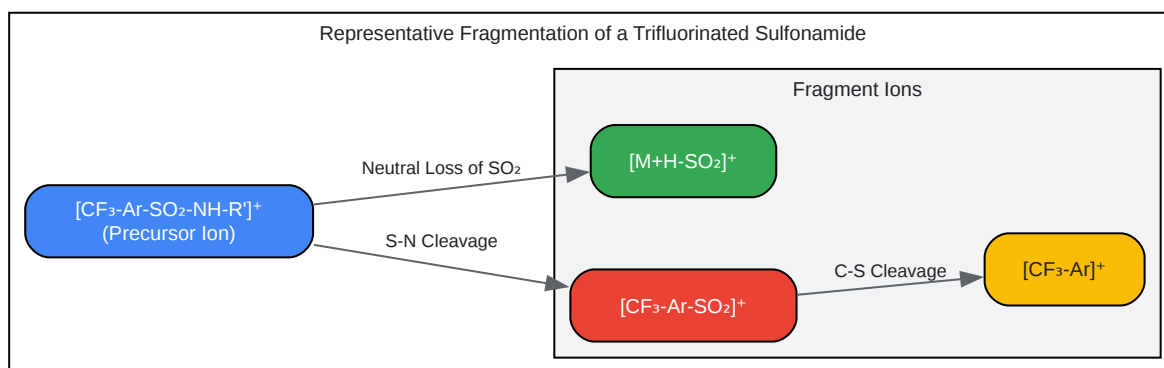 Representative Fragmentation of a Trifluorinated Sulfonamide
Fragment Ions
[M+H-SO₂]⁺
Neutral Loss of SO₂
[CF₃-Ar-SO₂-NH-R']⁺
(Precursor Ion)
S-N Cleavage
[CF₃-Ar-SO₂]⁺
C-S Cleavage
[CF₃-Ar]⁺